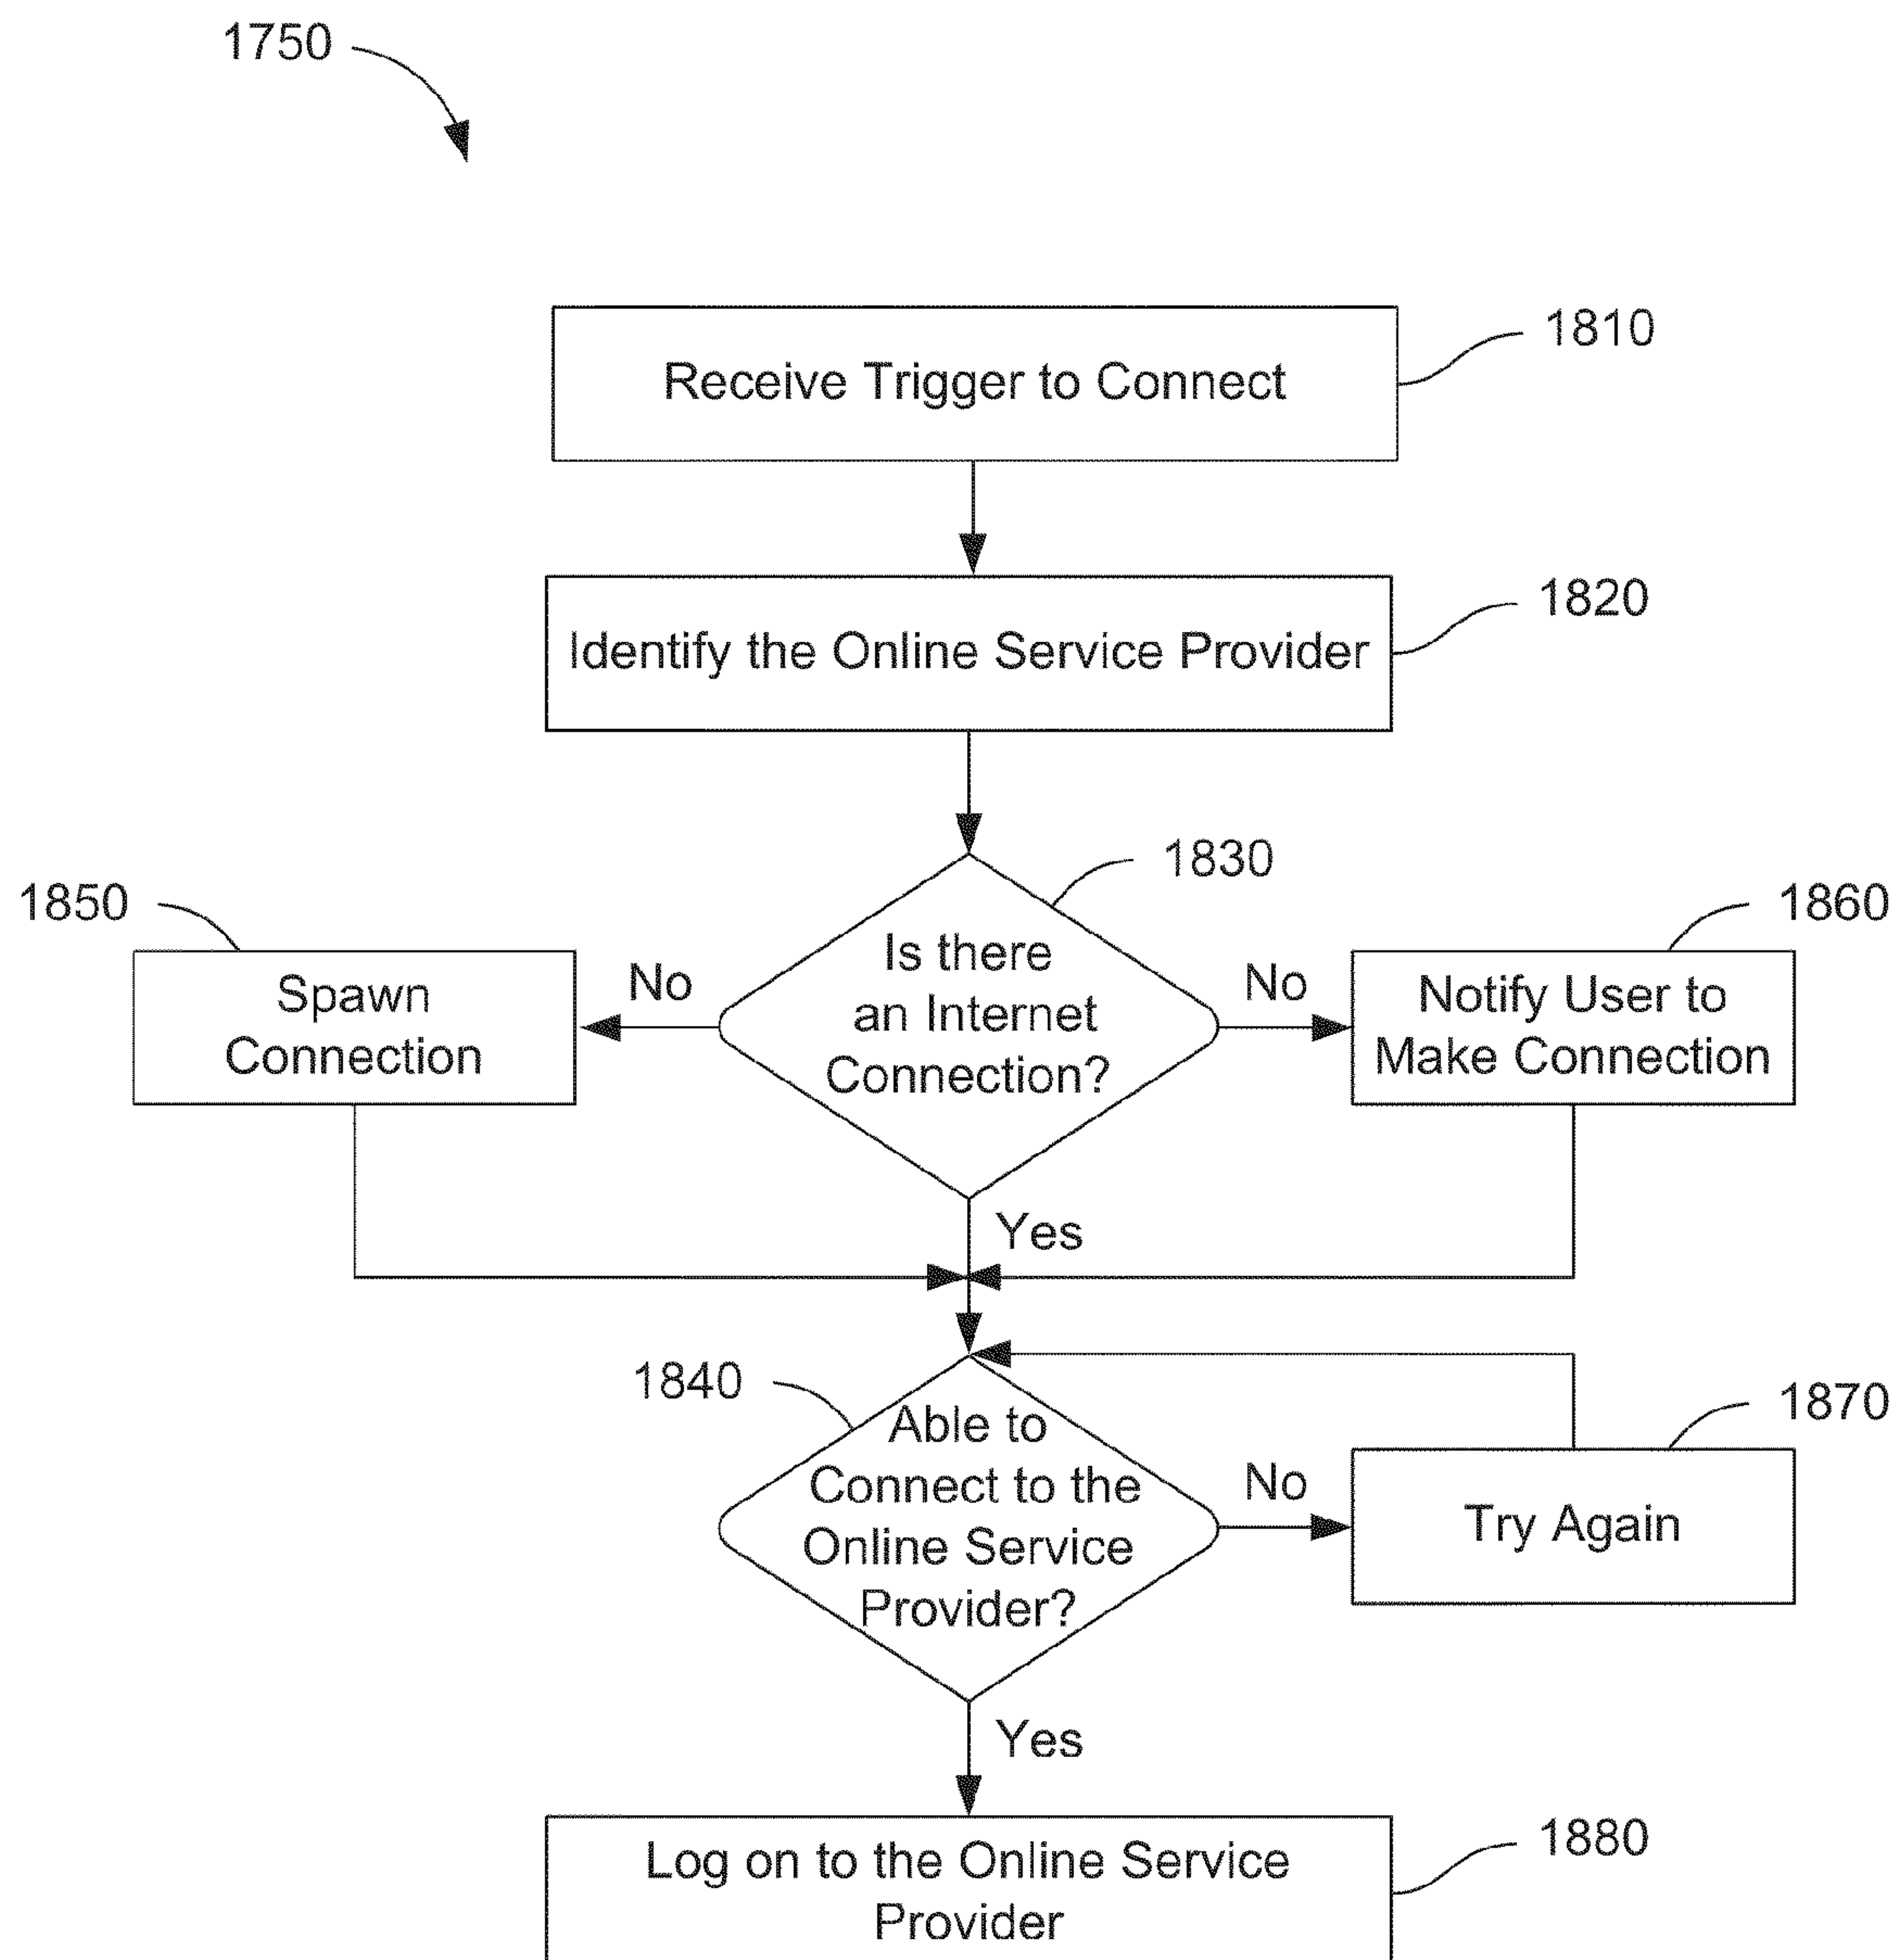 1750
Receive Trigger to Connect
1810
Identify the Online Service Provider
1820
1830
Is there
an Internet
Connection?
1850
No
Spawn
Connection
No
1860
Notify User to
Make Connection
Yes
1840
Able to
Connect to the
Online Service
Provider?
No
1870
Try Again
Yes
1880
Log on to the Online Service
Provider